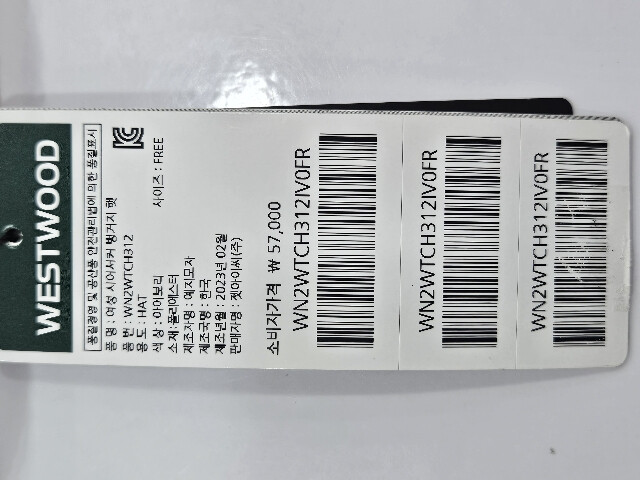 WESTWOOD
품질경영 및 공산품 안전관리법에 의한 품질표시
품 명 : 여성 시어서커 벙거지 햇
품 번 : WN2WTCH312
용 도 : HAT
색 상 : 아이보리
사이즈 : FREE
소 재 : 폴리에스터
제조자명 : 예지모자
제조국명 : 한국
제조년월 : 2023년 02월
판매자명 : 젯아이씨(주)
소비자가격 ₩ 57,000
WN2WTCH312IV0FR
WN2WTCH312IV0FR
WN2WTCH312IV0FR